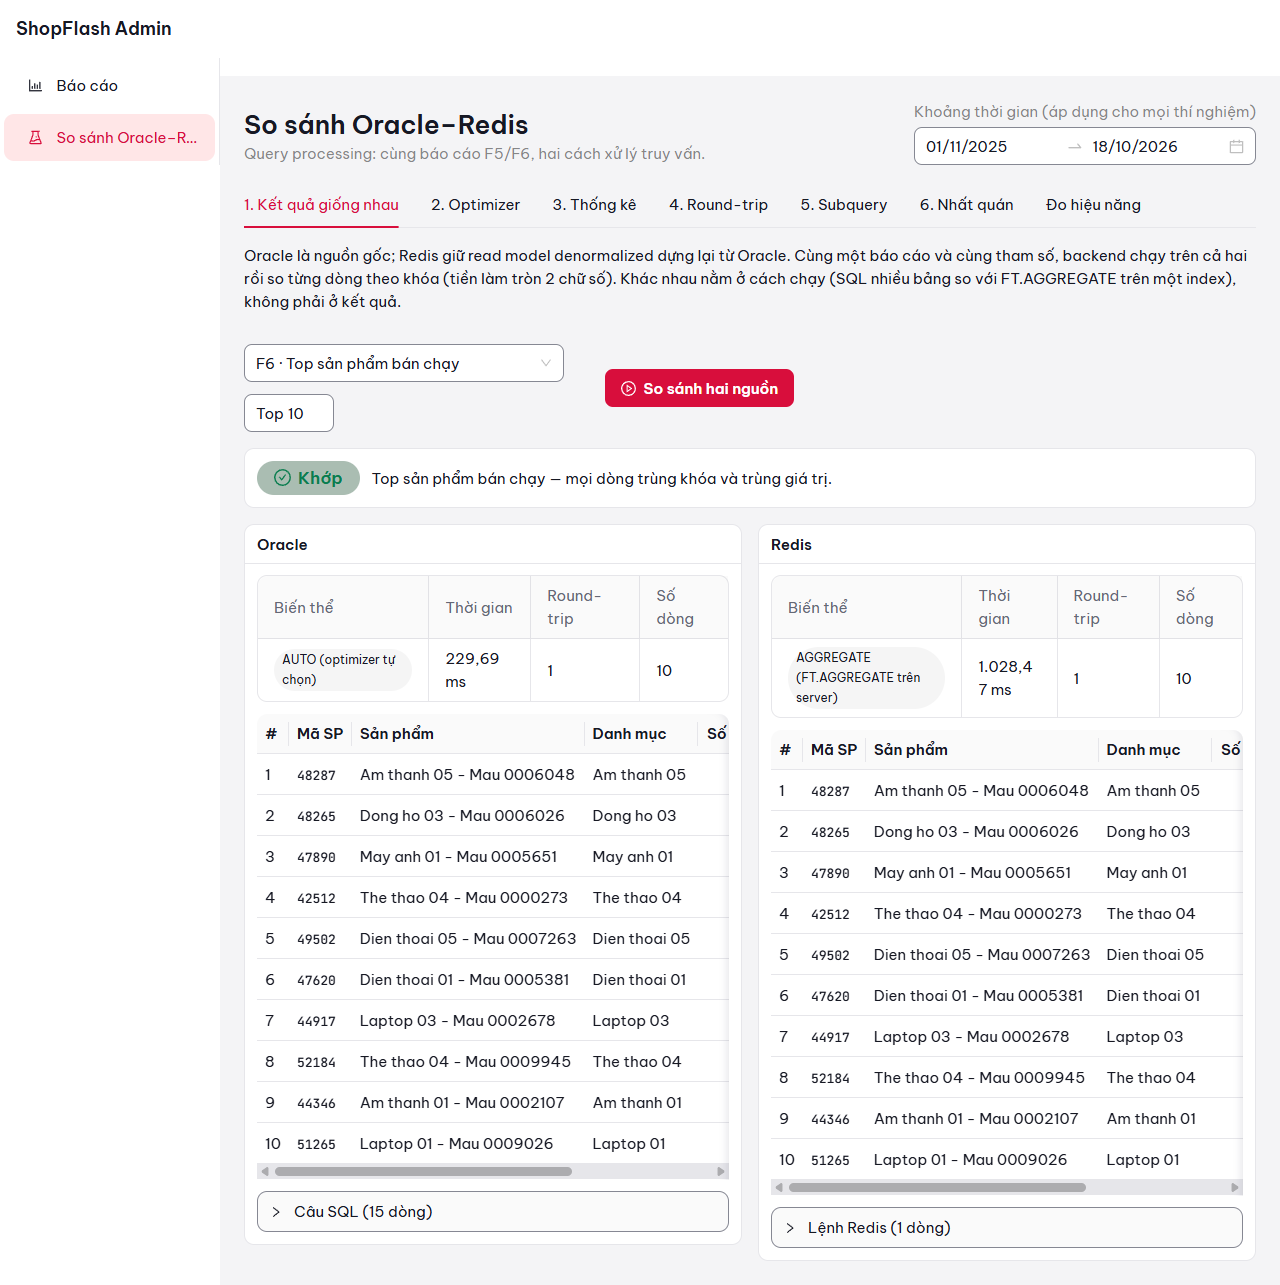 ShopFlash Admin
Báo cáo
So sánh Oracle–R...
So sánh Oracle–Redis
Query processing: cùng báo cáo F5/F6, hai cách xử lý truy vấn.
Khoảng thời gian (áp dụng cho mọi thí nghiệm)
01/11/2025 → 18/10/2026
1. Kết quả giống nhau 2. Optimizer 3. Thống kê 4. Round-trip 5. Subquery 6. Nhất quán Đo hiệu năng
Oracle là nguồn gốc; Redis giữ read model denormalized dựng lại từ Oracle. Cùng một báo cáo và cùng tham số, backend chạy trên cả hai
rồi so từng dòng theo khóa (tiền làm tròn 2 chữ số). Khác nhau nằm ở cách chạy (SQL nhiều bảng so với FT.AGGREGATE trên một index),
không phải ở kết quả.
F6 · Top sản phẩm bán chạy
Top 10
So sánh hai nguồn
Khớp
Top sản phẩm bán chạy — mọi dòng trùng khóa và trùng giá trị.
Oracle
Biến thể Thời gian Round-
trip Số
dòng
AUTO (optimizer tự
chọn) 229,69
ms 1 10
# Mã SP Sản phẩm Danh mục Số
1 48287 Am thanh 05 - Mau 0006048 Am thanh 05
2 48265 Dong ho 03 - Mau 0006026 Dong ho 03
3 47890 May anh 01 - Mau 0005651 May anh 01
4 42512 The thao 04 - Mau 0000273 The thao 04
5 49502 Dien thoai 05 - Mau 0007263 Dien thoai 05
6 47620 Dien thoai 01 - Mau 0005381 Dien thoai 01
7 44917 Laptop 03 - Mau 0002678 Laptop 03
8 52184 The thao 04 - Mau 0009945 The thao 04
9 44346 Am thanh 01 - Mau 0002107 Am thanh 01
10 51265 Laptop 01 - Mau 0009026 Laptop 01
Câu SQL (15 dòng)
Redis
Biến thể Thời
gian Round-
trip Số
dòng
AGGREGATE
(FT.AGGREGATE trên
server) 1.028,4
7 ms 1 10
# Mã SP Sản phẩm Danh mục Số
1 48287 Am thanh 05 - Mau 0006048 Am thanh 05
2 48265 Dong ho 03 - Mau 0006026 Dong ho 03
3 47890 May anh 01 - Mau 0005651 May anh 01
4 42512 The thao 04 - Mau 0000273 The thao 04
5 49502 Dien thoai 05 - Mau 0007263 Dien thoai 05
6 47620 Dien thoai 01 - Mau 0005381 Dien thoai 01
7 44917 Laptop 03 - Mau 0002678 Laptop 03
8 52184 The thao 04 - Mau 0009945 The thao 04
9 44346 Am thanh 01 - Mau 0002107 Am thanh 01
10 51265 Laptop 01 - Mau 0009026 Laptop 01
Lệnh Redis (1 dòng)